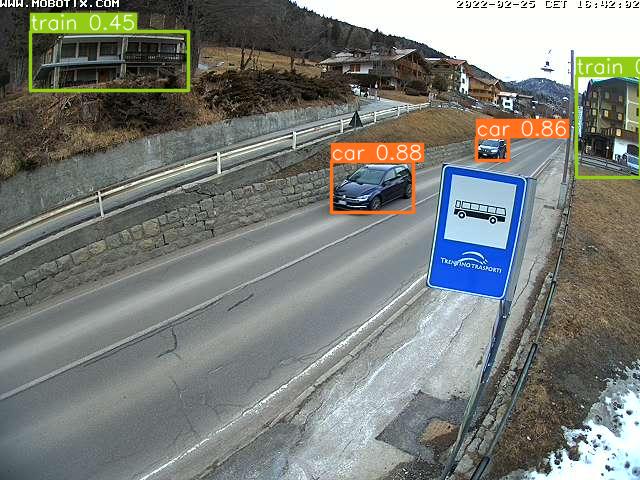 WWW.MOBOTIX.COM
2022-02-25 CET 16:42:02
train 0.45
train 0
car 0.86
car 0.88
TRENTINO TRASPORTI